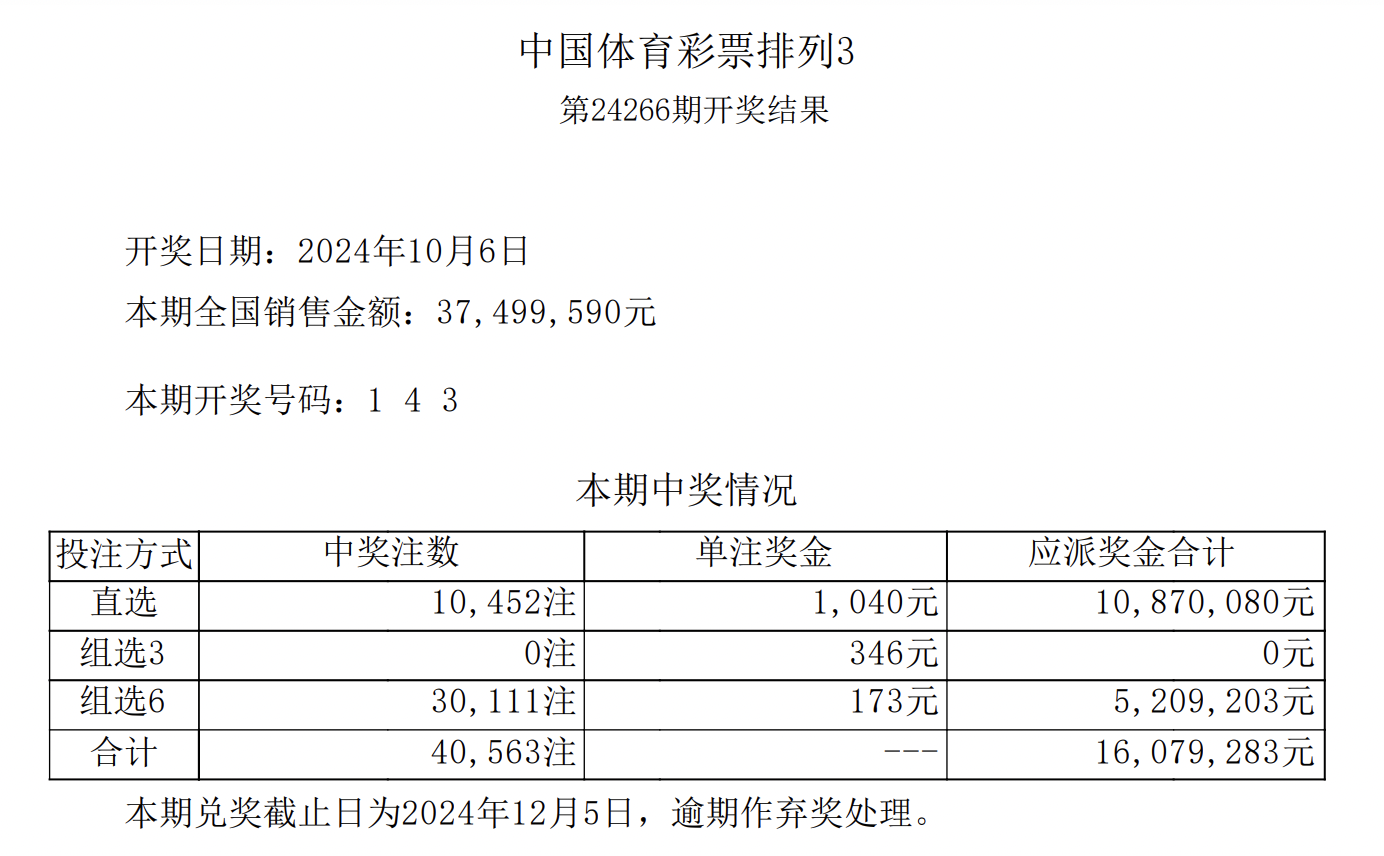 中国体育彩票排列3
第24266期开奖结果
开奖日期：2024年10月6日
本期全国销售金额：37,499,590元
本期开奖号码：1 4 3
本期中奖情况
投注方式 中奖注数 单注奖金 应派奖金合计
直选 10,452注 1,040元 10,870,080元
组选3 0注 346元 0元
组选6 30,111注 173元 5,209,203元
合计 40,563注 --- 16,079,283元
本期兑奖截止日为2024年12月5日，逾期作弃奖处理。